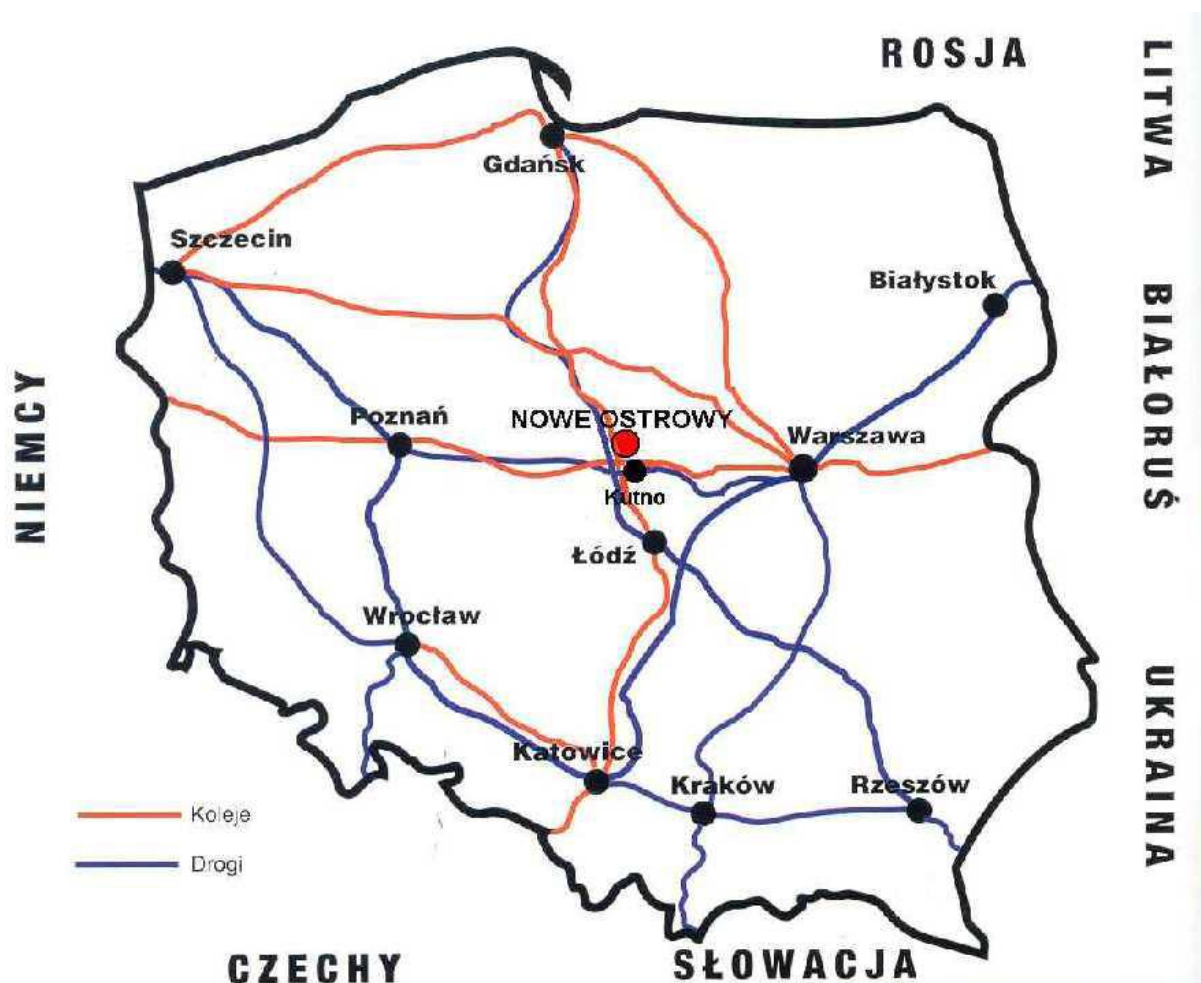 ROSJA
LITWA
Gdańsk
Szczecin
Białystok
BIAŁORUŚ
NIEMCY
Poznań
NOWE OSTROWY
Warszawa
Kutno
Łódź
Wrocław
UKRAINA
Katowice
Kraków
Rzeszów
Koleje
Drogi
CZECHY
SŁOWACJA